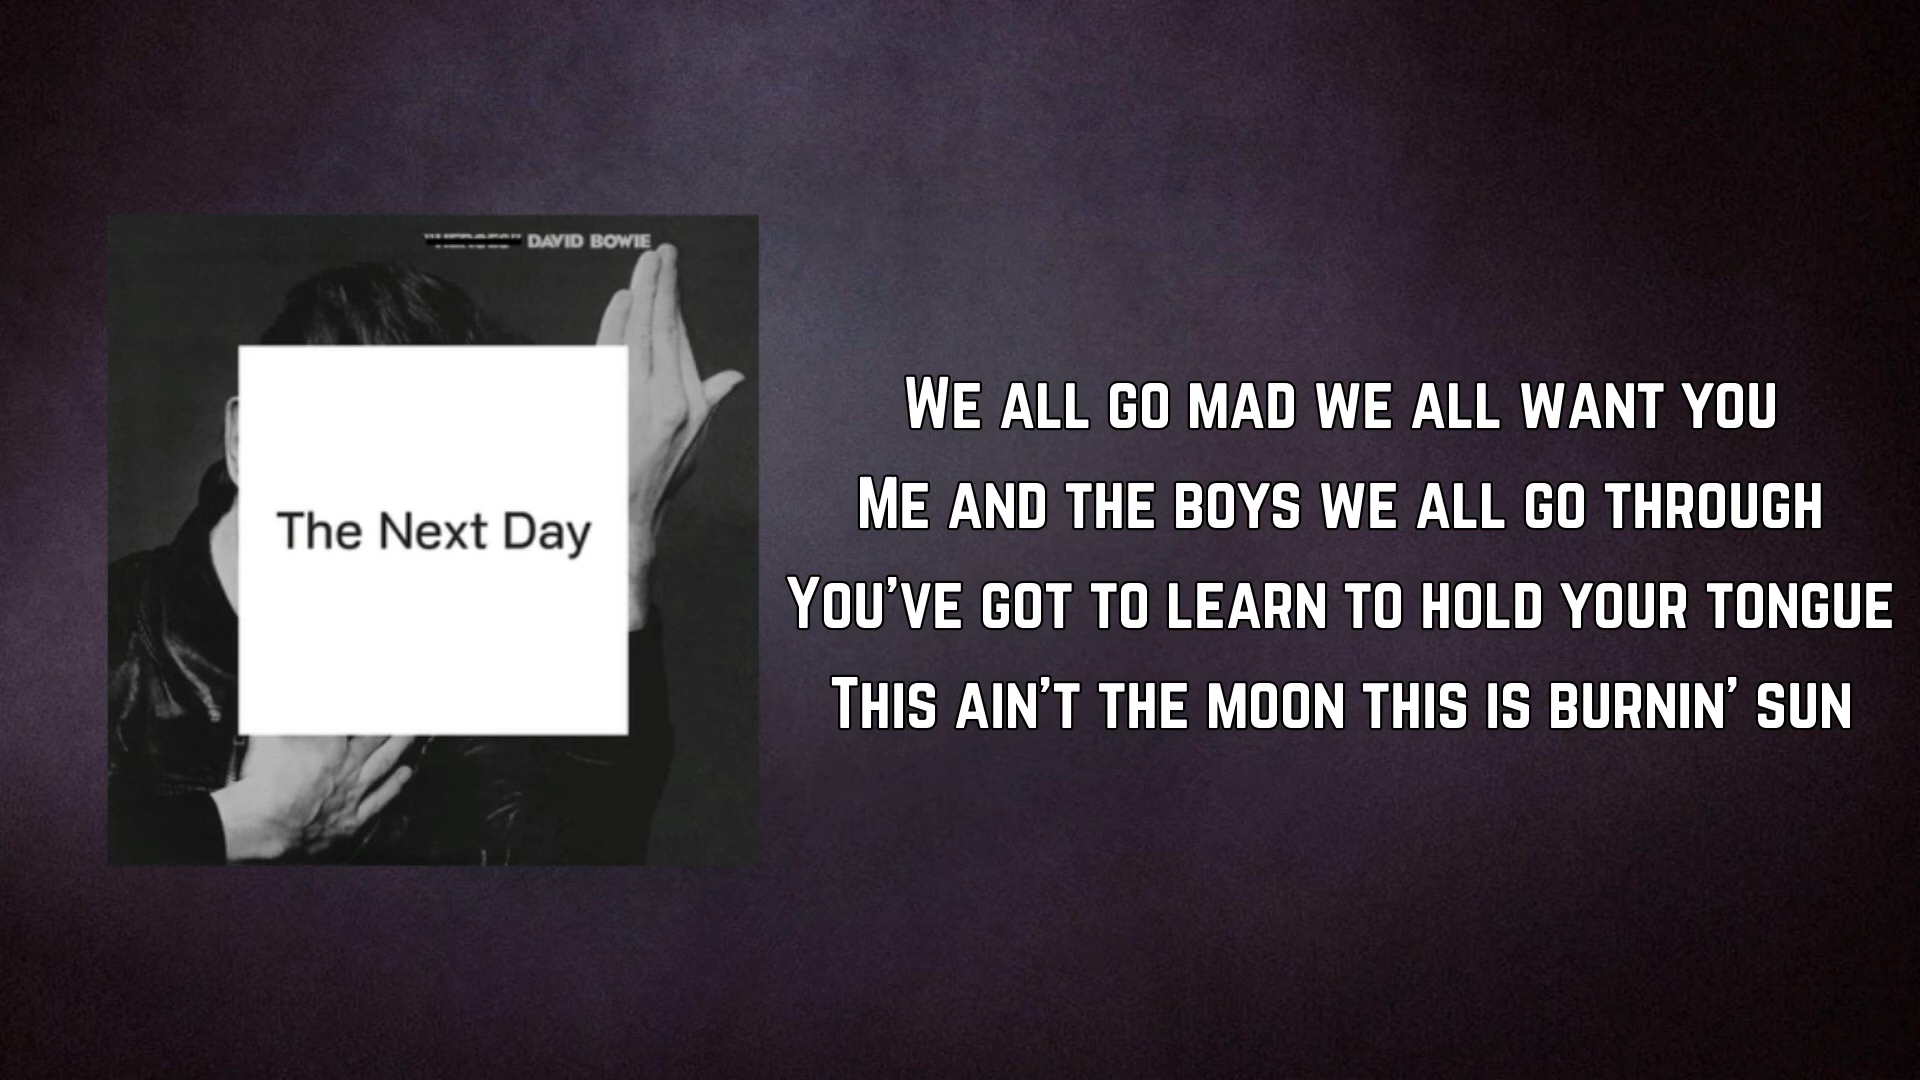 "HEROES" DAVID BOWIE
The Next Day
We all go mad we all want you
Me and the boys we all go through
You've got to learn to hold your tongue
This ain't the moon this is burnin' sun